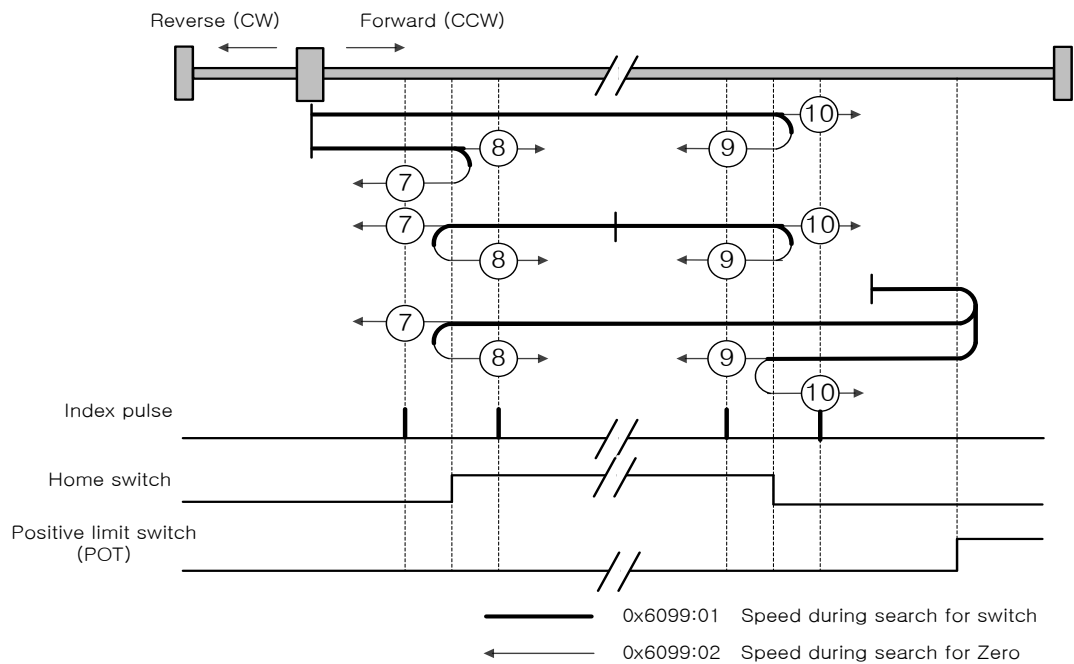 Reverse (CW) Forward (CCW)
10
8 9
7
7 10
8 9
7
8 9
10
Index pulse
Home switch
Positive limit switch
(POT)
0x6099:01 Speed during search for switch
0x6099:02 Speed during search for Zero